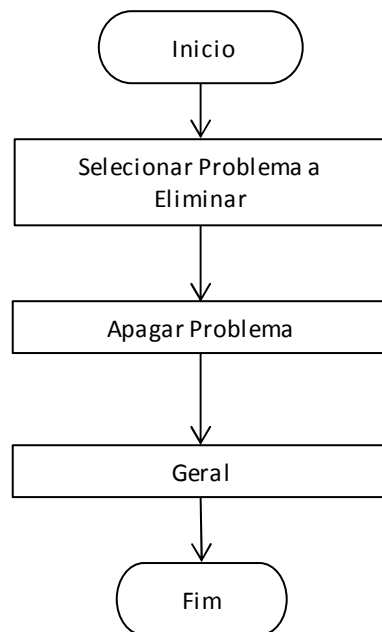 Inicio
Selecionar Problema a
Eliminar
Apagar Problema
Geral
Fim